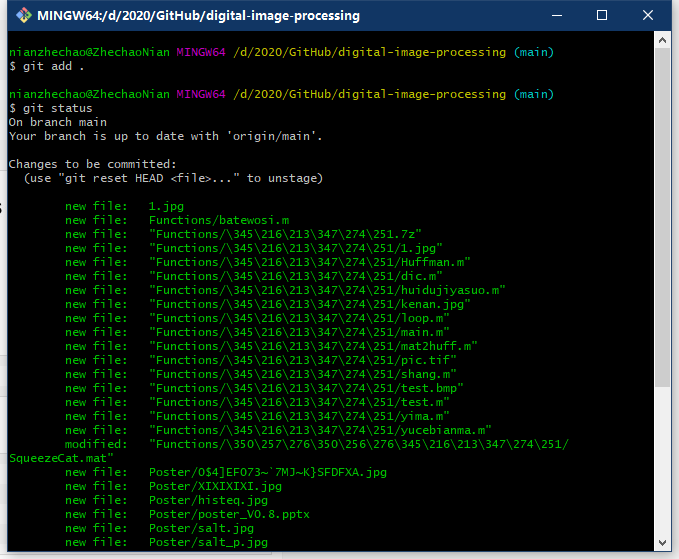 MINGW64:/d/2020/GitHub/digital-image-processing
nianzhechao@ZhechaoNian MINGW64 /d/2020/GitHub/digital-image-processing (main)
$ git add .
nianzhechao@ZhechaoNian MINGW64 /d/2020/GitHub/digital-image-processing (main)
$ git status
On branch main
Your branch is up to date with 'origin/main'.
Changes to be committed:
(use "git reset HEAD <file>..." to unstage)
new file: 1.jpg
new file: Functions/batewosi.m
new file: "Functions/\345\216\213\347\274\251.7z"
new file: "Functions/\345\216\213\347\274\251/1.jpg"
new file: "Functions/\345\216\213\347\274\251/Huffman.m"
new file: "Functions/\345\216\213\347\274\251/dic.m"
new file: "Functions/\345\216\213\347\274\251/huidujiyasuo.m"
new file: "Functions/\345\216\213\347\274\251/kenan.jpg"
new file: "Functions/\345\216\213\347\274\251/loop.m"
new file: "Functions/\345\216\213\347\274\251/main.m"
new file: "Functions/\345\216\213\347\274\251/mat2huff.m"
new file: "Functions/\345\216\213\347\274\251/pic.tif"
new file: "Functions/\345\216\213\347\274\251/shang.m"
new file: "Functions/\345\216\213\347\274\251/test.bmp"
new file: "Functions/\345\216\213\347\274\251/test.m"
new file: "Functions/\345\216\213\347\274\251/yima.m"
new file: "Functions/\345\216\213\347\274\251/yucebianma.m"
modified: "Functions/\350\257\276\350\256\276\345\216\213\347\274\251/
SqueezeCat.mat"
new file: Poster/0$4]EF073~`7MJ~K}SFDFXA.jpg
new file: Poster/XIXIXIXI.jpg
new file: Poster/histeq.jpg
new file: Poster/poster_V0.8.pptx
new file: Poster/salt.jpg
new file: Poster/salt_p.jpg